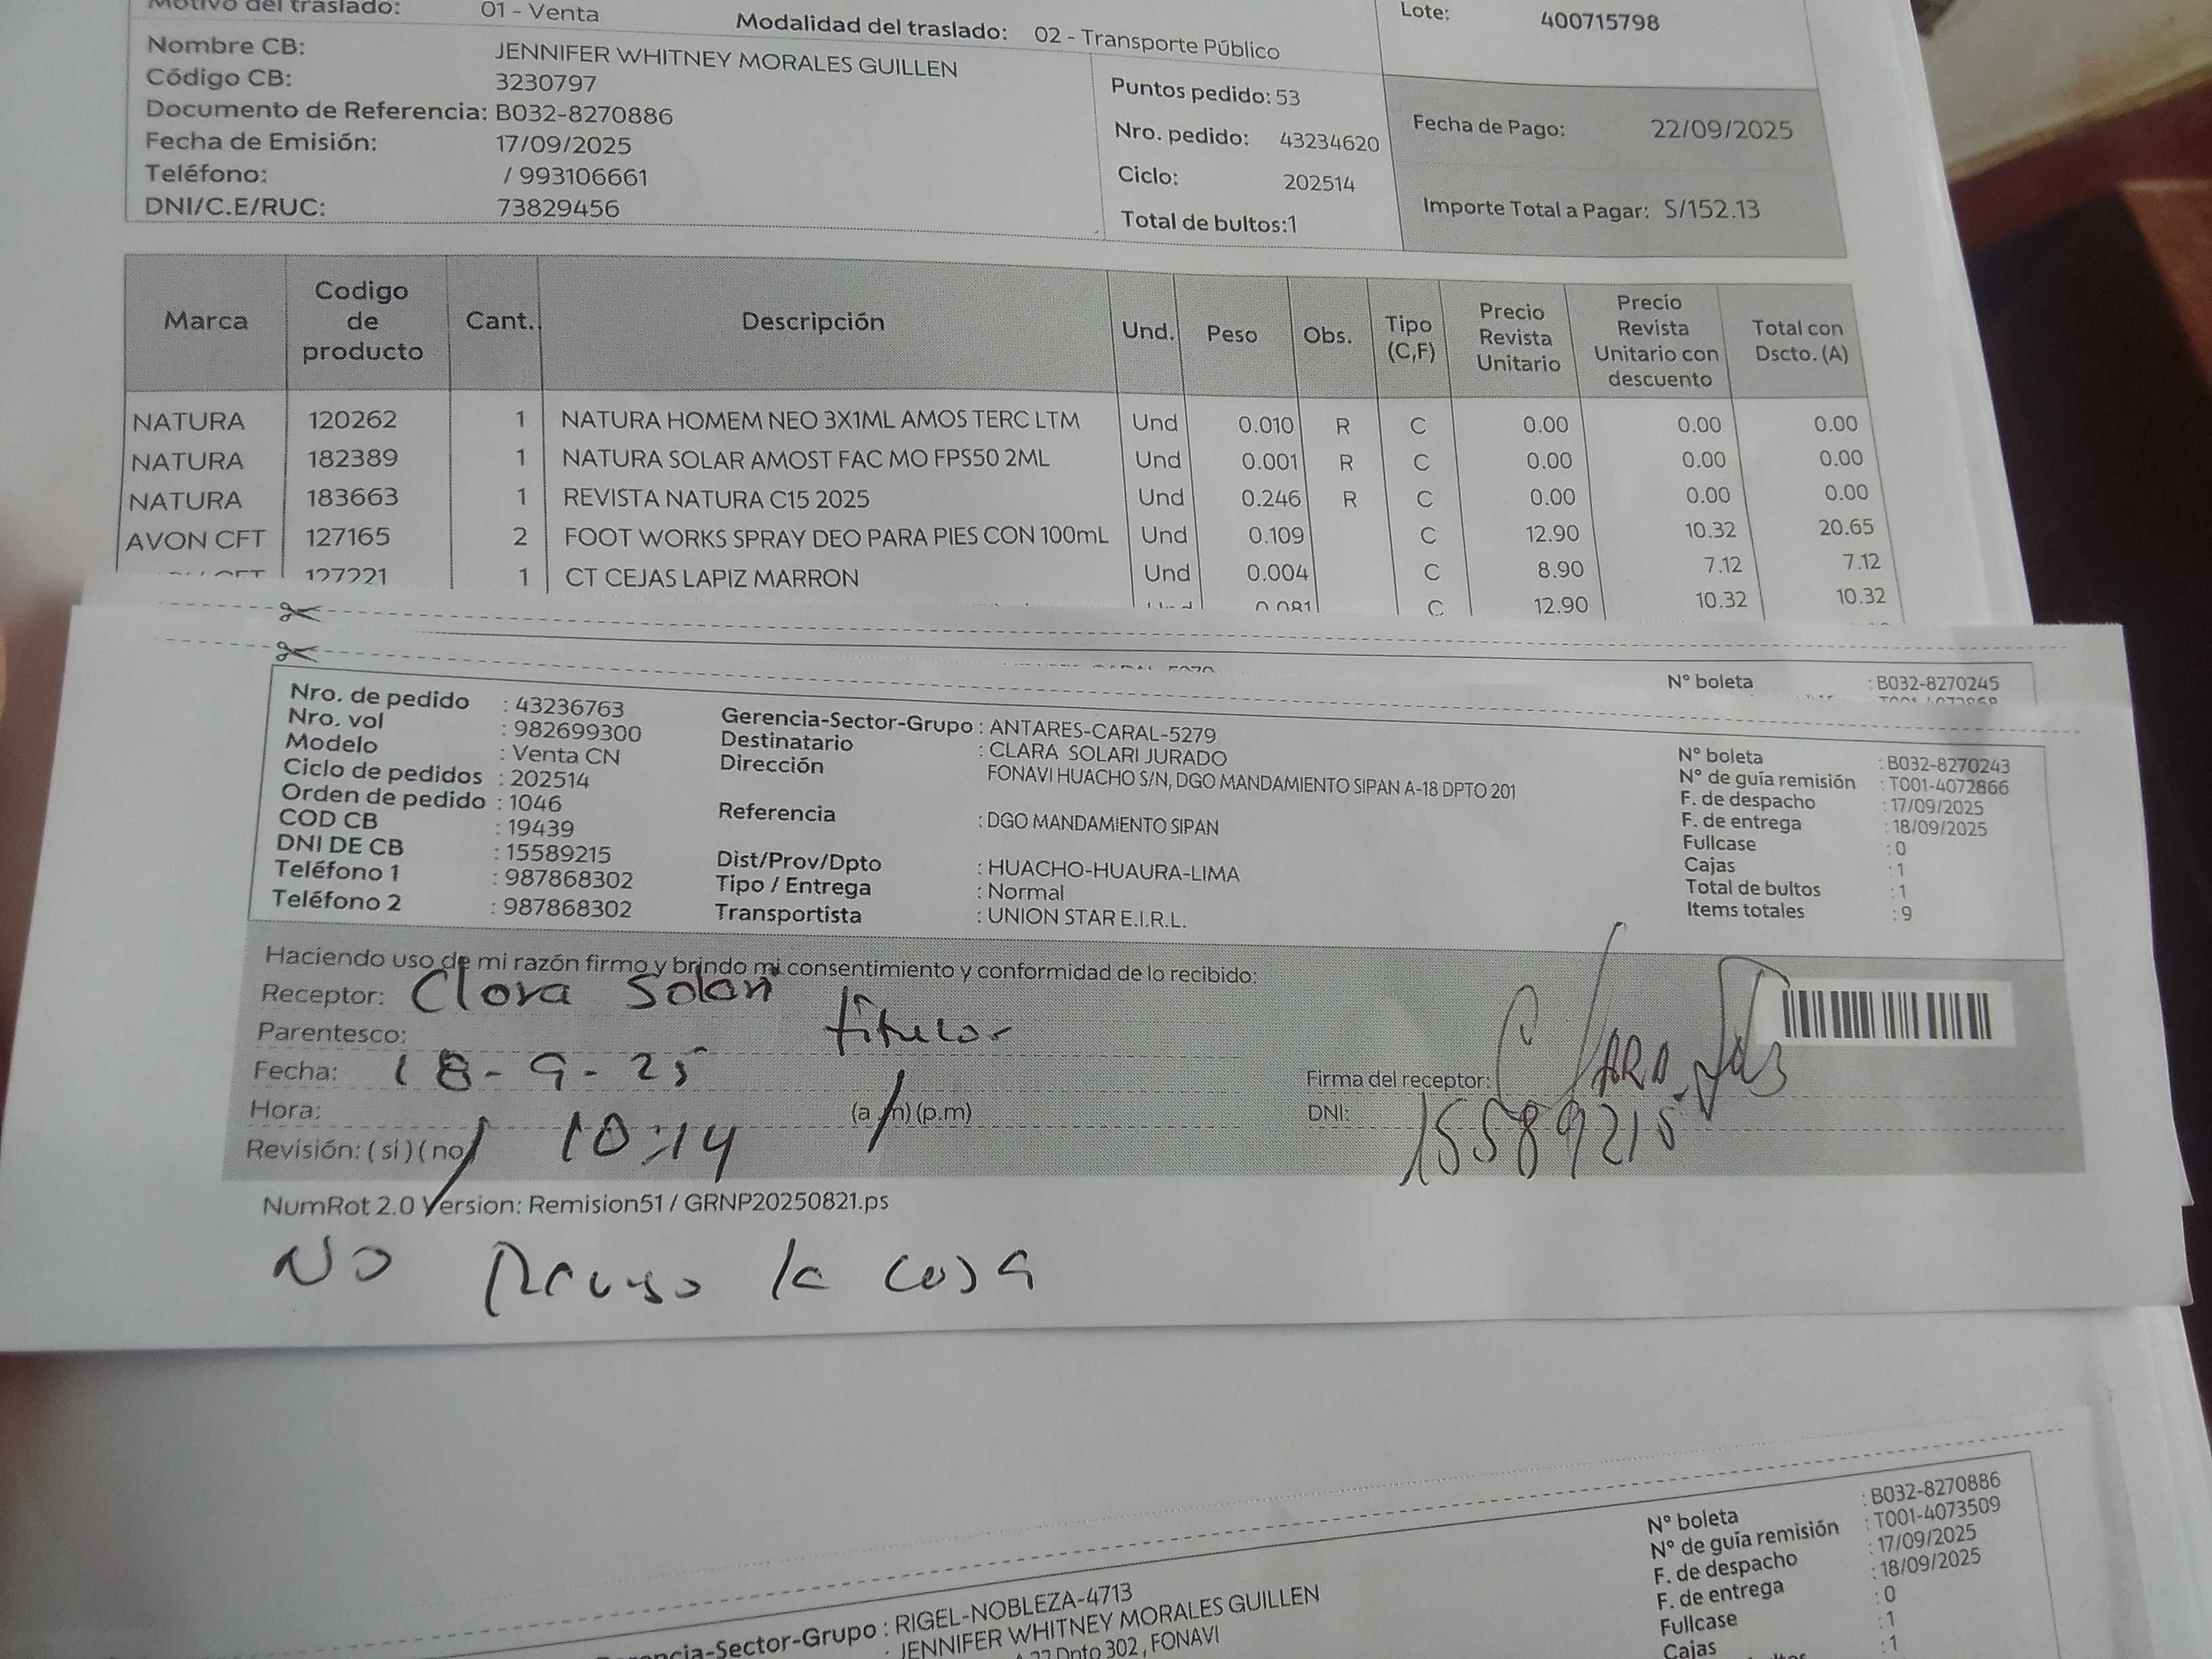 Motivo del traslado: 01 - Venta Modalidad del traslado: 02 - Transporte Público
Lote: 400715798
Nombre CB: JENNIFER WHITNEY MORALES GUILLEN
Código CB: 3230797
Documento de Referencia: B032-8270886
Fecha de Emisión: 17/09/2025
Teléfono: / 993106661
DNI/C.E/RUC: 73829456
Puntos pedido: 53
Nro. pedido: 43234620
Ciclo: 202514
Total de bultos:1
Fecha de Pago: 22/09/2025
Importe Total a Pagar: S/152.13
Marca Codigo de producto Cant. Descripción Und. Peso Obs. Tipo (C,F) Precio Revista Unitario Precio Revista Unitario con descuento Total con Dscto. (A)
NATURA 120262 1 NATURA HOMEM NEO 3X1ML AMOS TERC LTM Und 0.010 R C 0.00 0.00 0.00
NATURA 182389 1 NATURA SOLAR AMOST FAC MO FPS50 2ML Und 0.001 R C 0.00 0.00 0.00
NATURA 183663 1 REVISTA NATURA C15 2025 Und 0.246 R C 0.00 0.00 0.00
AVON CFT 127165 2 FOOT WORKS SPRAY DEO PARA PIES CON 100mL Und 0.109 C 12.90 10.32 20.65
127221 1 CT CEJAS LAPIZ MARRON Und 0.004 C 8.90 7.12 7.12
0.081 C 12.90 10.32 10.32
N° boleta : B032-8270245
Nro. de pedido : 43236763
Nro. vol : 982699300
Modelo : Venta CN
Ciclo de pedidos : 202514
Orden de pedido : 1046
COD CB : 19439
DNI DE CB : 15589215
Teléfono 1 : 987868302
Teléfono 2 : 987868302
Gerencia-Sector-Grupo : ANTARES-CARAL-5279
Destinatario : CLARA SOLARI JURADO
Dirección FONAVI HUACHO S/N, DGO MANDAMIENTO SIPAN A-18 DPTO 201
Referencia : DGO MANDAMIENTO SIPAN
Dist/Prov/Dpto : HUACHO-HUAURA-LIMA
Tipo / Entrega : Normal
Transportista : UNION STAR E.I.R.L.
N° boleta : B032-8270243
N° de guía remisión : T001-4072866
F. de despacho : 17/09/2025
F. de entrega : 18/09/2025
Fullcase : 0
Cajas : 1
Total de bultos : 1
Items totales : 9
Haciendo uso de mi razón firmo y brindo mi consentimiento y conformidad de lo recibido:
Receptor: Clara Solari
Parentesco: titular
Fecha: 18-9-25
Hora: 10:14 (a.m) (p.m)
Revisión: (si) (no)
Firma del receptor:
DNI: 15589215
NumRot 2.0 Version: Remision51 / GRNP20250821.ps
No la cosa
N° boleta : B032-8270886
N° de guía remisión : T001-4073509
F. de despacho : 17/09/2025
F. de entrega : 18/09/2025
Fullcase : 0
Cajas : 1
: 1
-Sector-Grupo : RIGEL-NOBLEZA-4713
: JENNIFER WHITNEY MORALES GUILLEN
Dpto 302, FONAVI